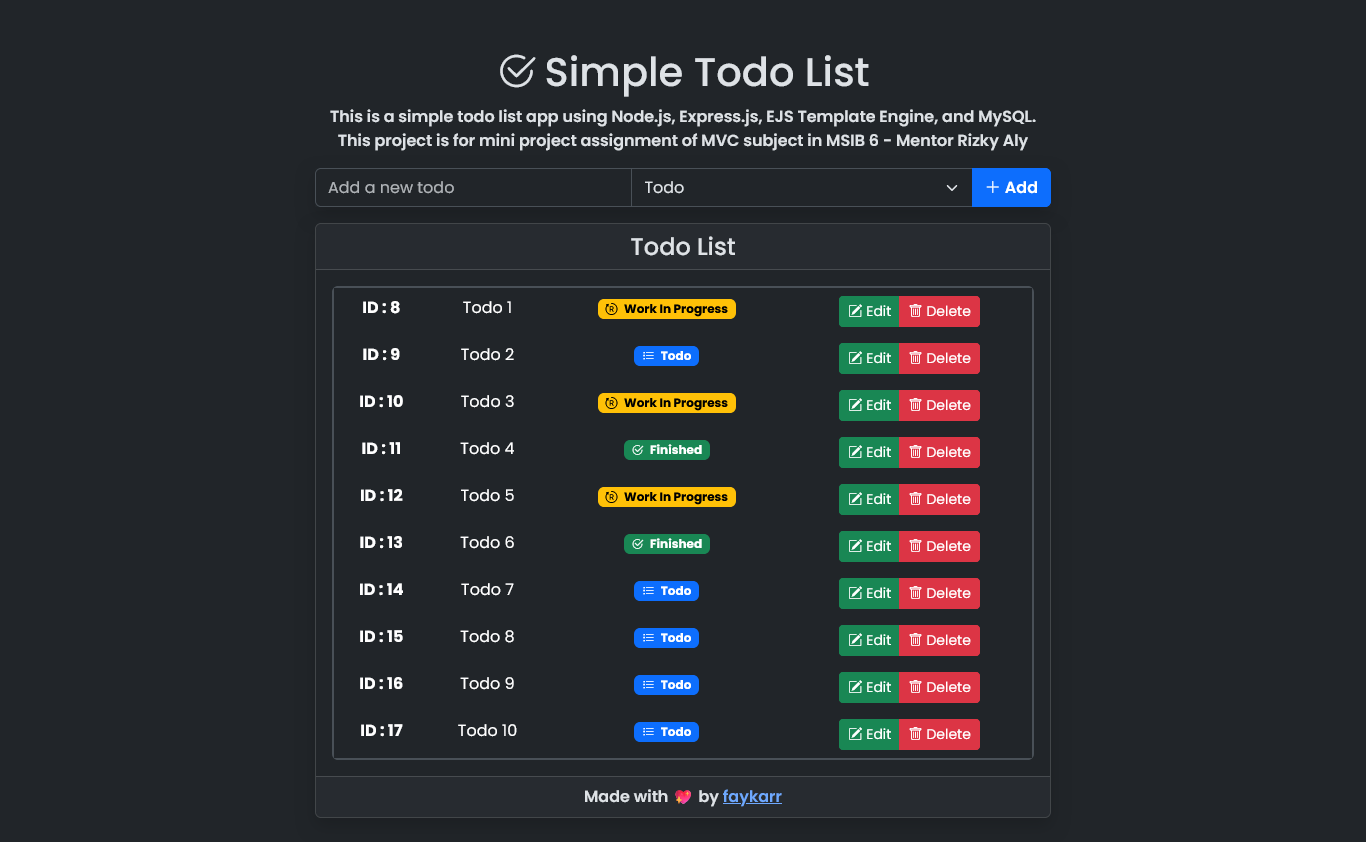 Simple Todo List
This is a simple todo list app using Node.js, Express.js, EJS Template Engine, and MySQL.
This project is for mini project assignment of MVC subject in MSIB 6 - Mentor Rizky Aly
Add a new todo Todo + Add
Todo List
ID : 8 Todo 1 Work In Progress Edit Delete
ID : 9 Todo 2 Todo Edit Delete
ID : 10 Todo 3 Work In Progress Edit Delete
ID : 11 Todo 4 Finished Edit Delete
ID : 12 Todo 5 Work In Progress Edit Delete
ID : 13 Todo 6 Finished Edit Delete
ID : 14 Todo 7 Todo Edit Delete
ID : 15 Todo 8 Todo Edit Delete
ID : 16 Todo 9 Todo Edit Delete
ID : 17 Todo 10 Todo Edit Delete
Made with 💖 by faykarr